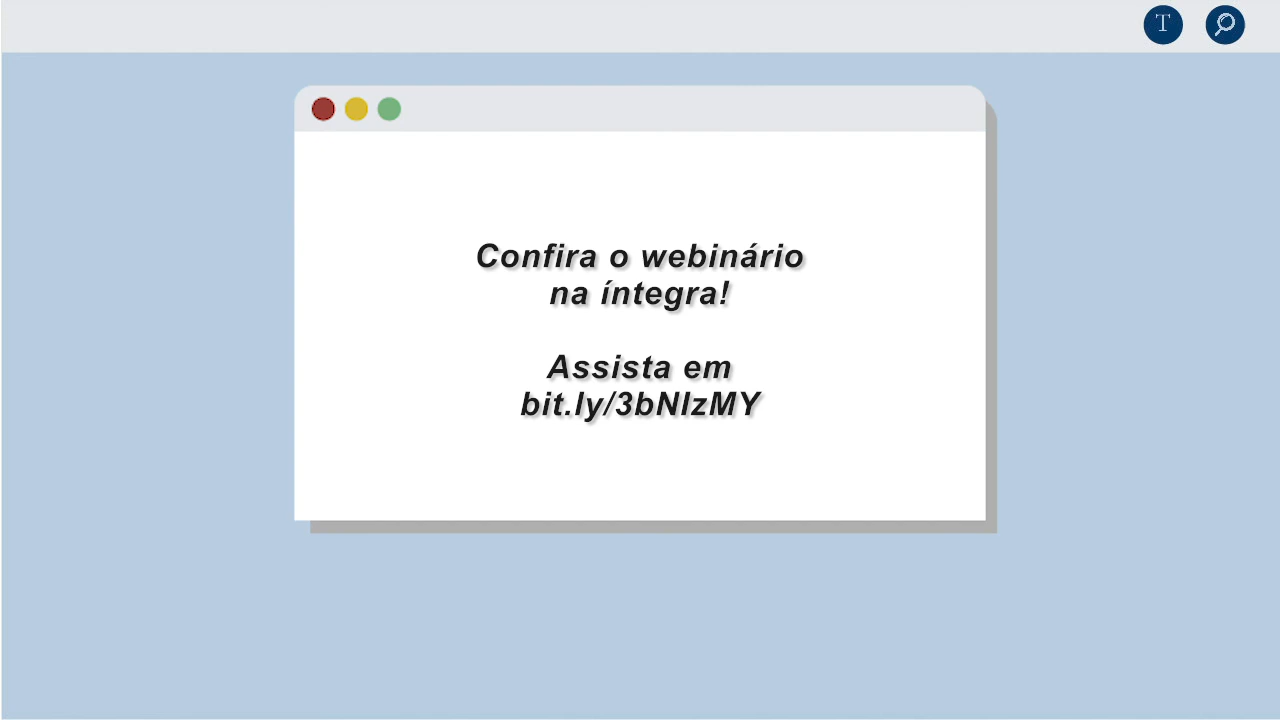 T
Confira o webinário
na íntegra!
Assista em
bit.ly/3bNIzMY